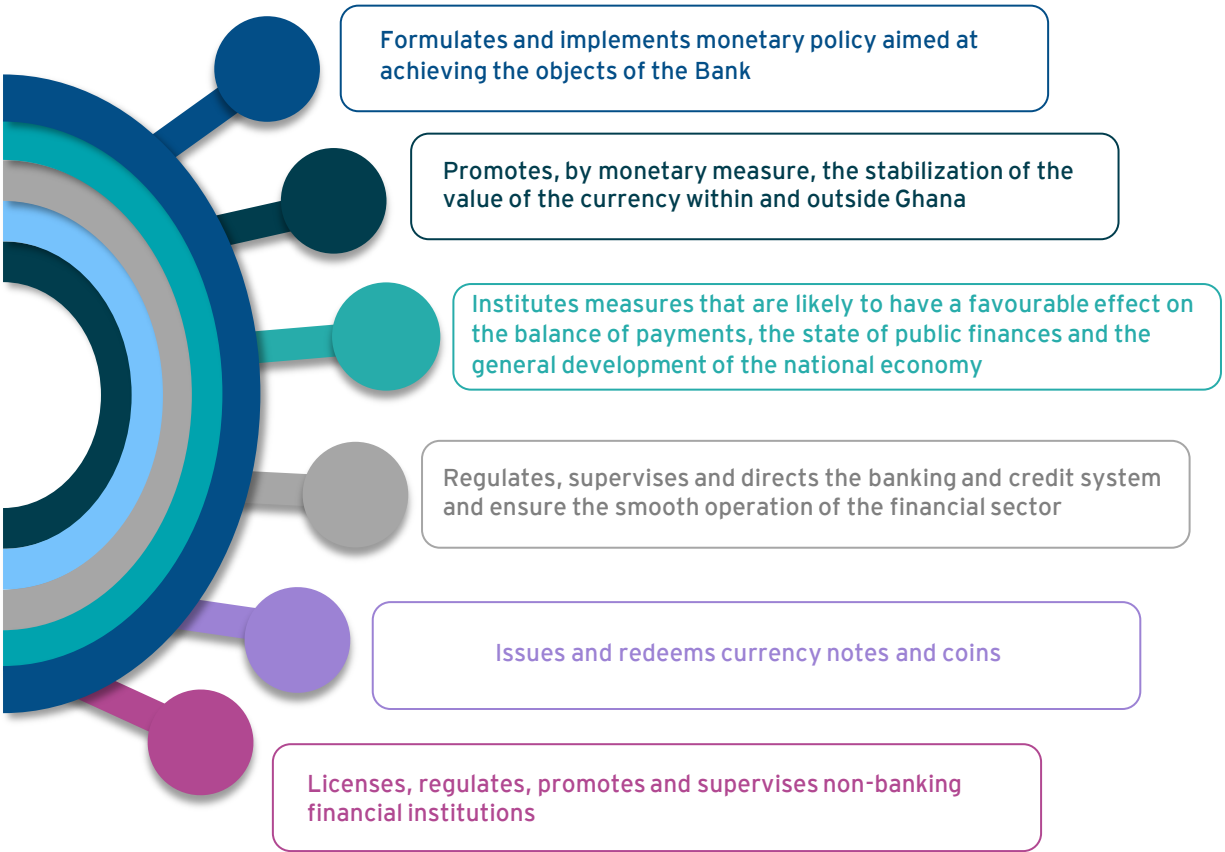 Formulates and implements monetary policy aimed at
achieving the objects of the Bank
Promotes, by monetary measure, the stabilization of the
value of the currency within and outside Ghana
Institutes measures that are likely to have a favourable effect on
the balance of payments, the state of public finances and the
general development of the national economy
Regulates, supervises and directs the banking and credit system
and ensure the smooth operation of the financial sector
Issues and redeems currency notes and coins
Licenses, regulates, promotes and supervises non-banking
financial institutions